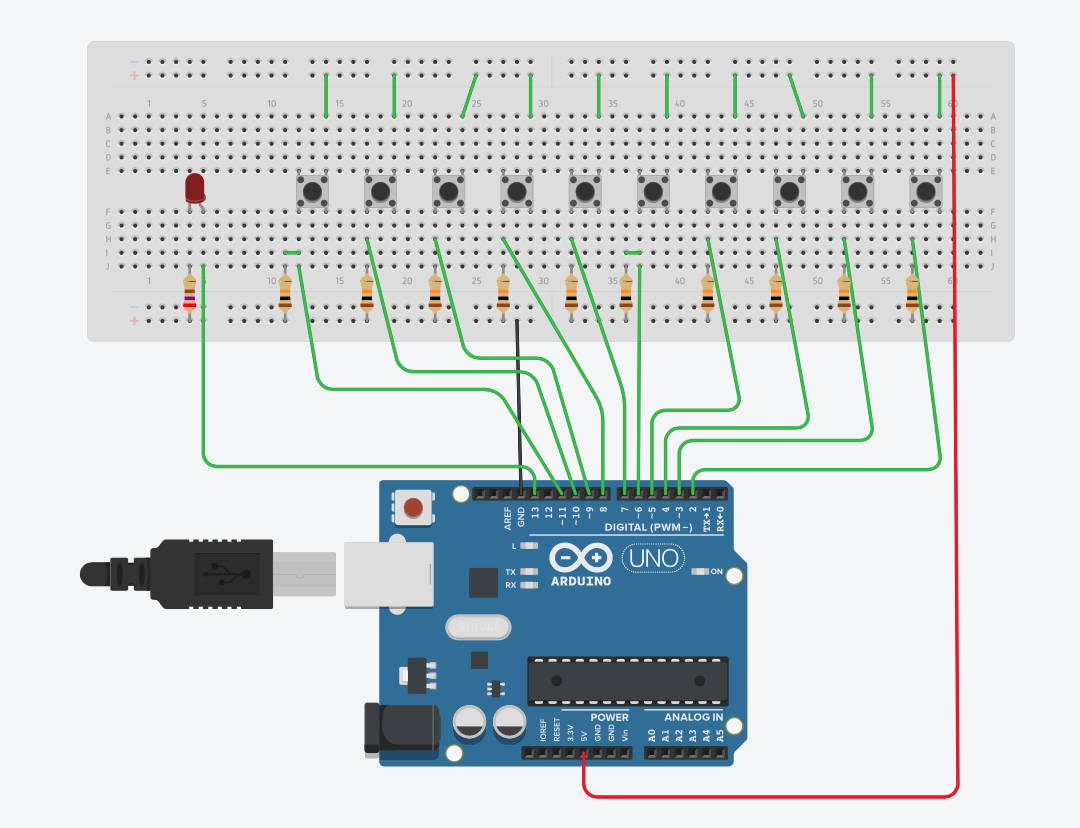 1 5 10 15 20 25 30 35 40 45 50 55 60
A A
B B
C C
D D
E E
F F
G G
H H
I I
J J
1 5 10 15 20 25 30 35 40 45 50 55 60
AREF
GND
13
12
~11
~10
~9
8
7
~6
~5
4
~3
2
TX→1
RX←0
DIGITAL (PWM~)
L
TX
RX
UNO
ARDUINO
ON
POWER
ANALOG IN
IOREF
RESET
3.3V
5V
GND
GND
Vin
A0
A1
A2
A3
A4
A5